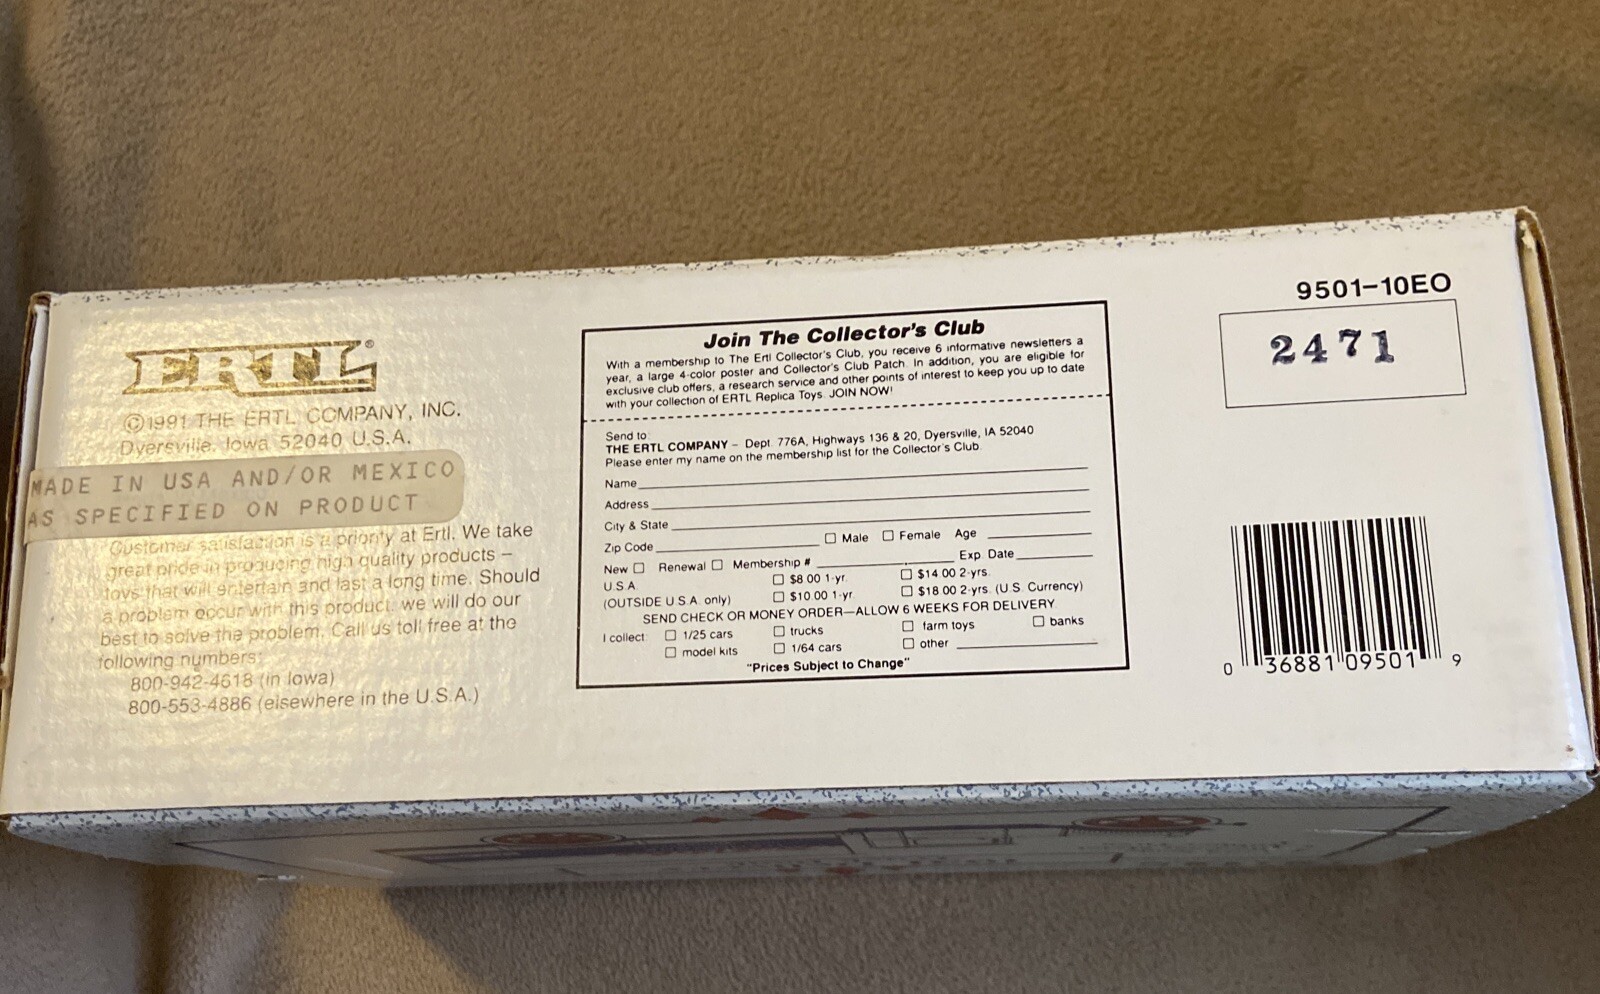 ERTL®
©1991 THE ERTL COMPANY, INC.
Dyersville, Iowa 52040 U.S.A.
MADE IN USA AND/OR MEXICO
AS SPECIFIED ON PRODUCT
Customer satisfaction is a priority at Ertl. We take
great pride in producing high quality products –
toys that will entertain and last a long time. Should
a problem occur with this product, we will do our
best to solve the problem. Call us toll free at the
following numbers:
800-942-4618 (in Iowa)
800-553-4886 (elsewhere in the U.S.A.)
Join The Collector's Club
With a membership to The Ertl Collector's Club, you receive 6 informative newsletters a
year, a large 4-color poster and Collector's Club Patch. In addition, you are eligible for
exclusive club offers, a research service and other points of interest to keep you up to date
with your collection of ERTL Replica Toys. JOIN NOW!
Send to:
THE ERTL COMPANY – Dept. 776A, Highways 136 & 20, Dyersville, IA 52040
Please enter my name on the membership list for the Collector's Club.
Name
Address
City & State
Zip Code ☐ Male ☐ Female Age
New ☐ Renewal ☐ Membership # Exp. Date
U.S.A. ☐ $8.00 1-yr. ☐ $14.00 2-yrs.
(OUTSIDE U.S.A. only) ☐ $10.00 1-yr. ☐ $18.00 2-yrs. (U.S. Currency)
SEND CHECK OR MONEY ORDER—ALLOW 6 WEEKS FOR DELIVERY
I collect: ☐ 1/25 cars ☐ trucks ☐ farm toys ☐ banks
☐ model kits ☐ 1/64 cars ☐ other
"Prices Subject to Change"
9501-10EO
2471
0 36881 09501 9